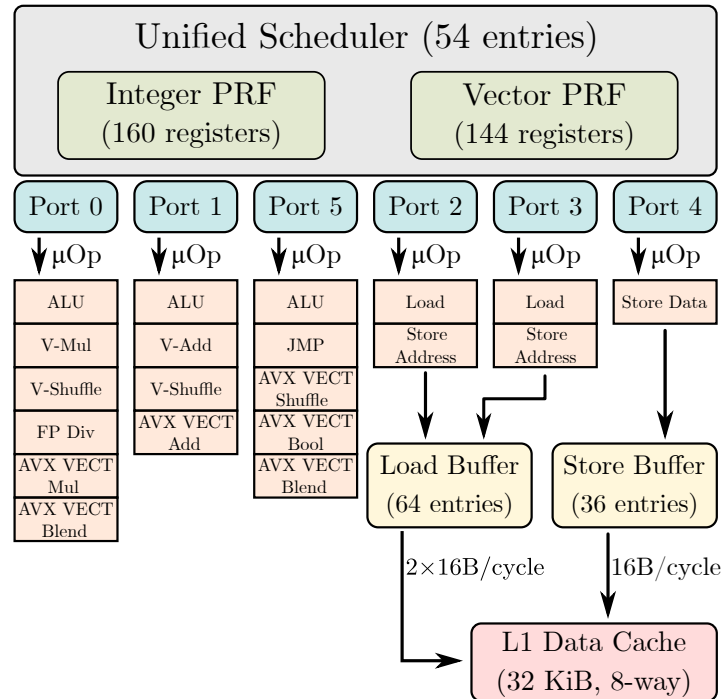 Unified Scheduler (54 entries)
Integer PRF
(160 registers)
Vector PRF
(144 registers)
Port 0
Port 1
Port 5
Port 2
Port 3
Port 4
μOp
μOp
μOp
μOp
μOp
μOp
ALU
V-Mul
V-Shuffle
FP Div
AVX VECT
Mul
AVX VECT
Blend
ALU
V-Add
V-Shuffle
AVX VECT
Add
ALU
JMP
AVX VECT
Shuffle
AVX VECT
Bool
AVX VECT
Blend
Load
Store
Address
Load
Store
Address
Store Data
Load Buffer
(64 entries)
Store Buffer
(36 entries)
2×16B/cycle
16B/cycle
L1 Data Cache
(32 KiB, 8-way)